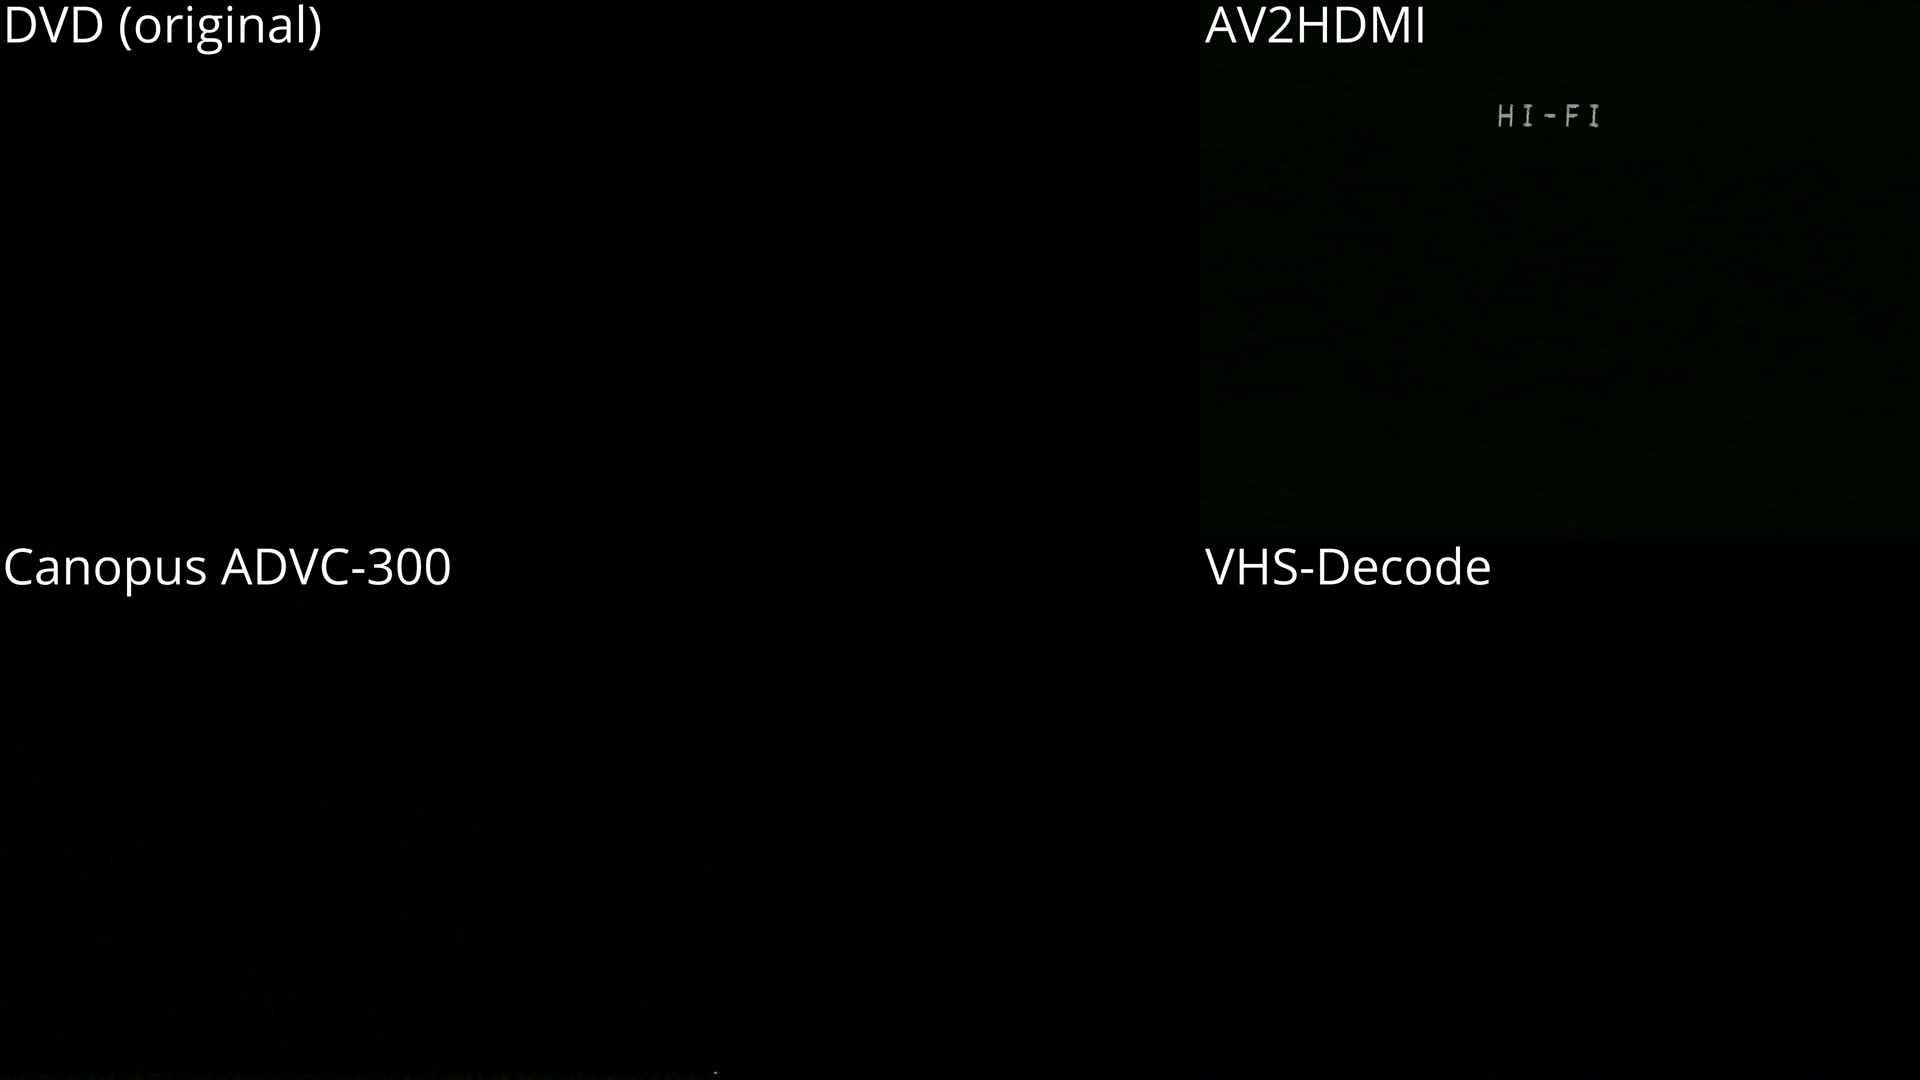 DVD (original)
AV2HDMI
HI-FI
Canopus ADVC-300
VHS-Decode